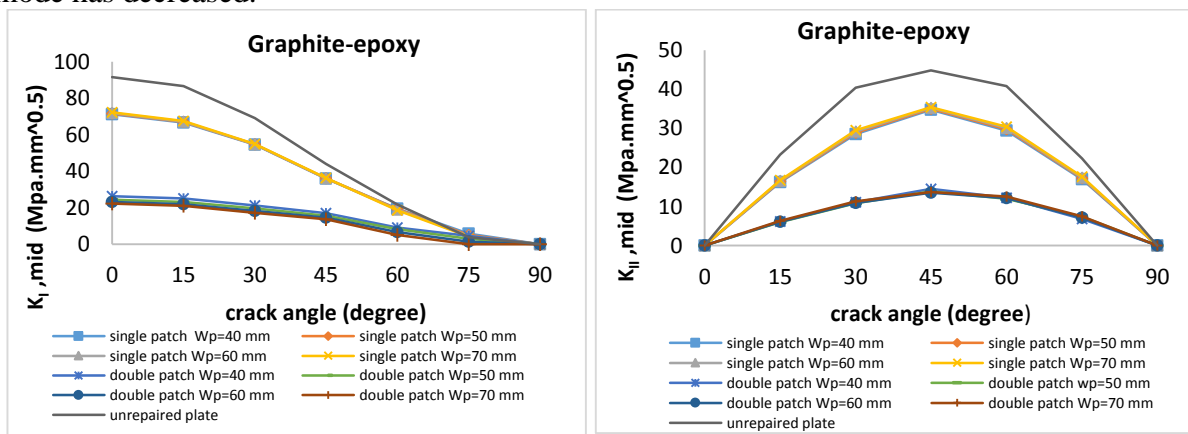 mode has decreased.
Graphite-epoxy
K_I ,mid (Mpa.mm^0.5)
100
80
60
40
20
0
0 15 30 45 60 75 90
crack angle (degree)
single patch Wp=40 mm
single patch Wp=50 mm
single patch Wp=60 mm
single patch Wp=70 mm
double patch Wp=40 mm
double patch Wp=50 mm
double patch Wp=60 mm
double patch Wp=70 mm
unrepaired plate
Graphite-epoxy
K_II ,mid (Mpa.mm^0.5)
50
40
30
20
10
0
0 15 30 45 60 75 90
crack angle (degree)
single patch Wp=40 mm
single patch Wp=50 mm
single patch Wp=60 mm
single patch Wp=70 mm
double patch Wp=40 mm
double patch wp=50 mm
double patch Wp=60 mm
double patch Wp=70 mm
unrepaired plate